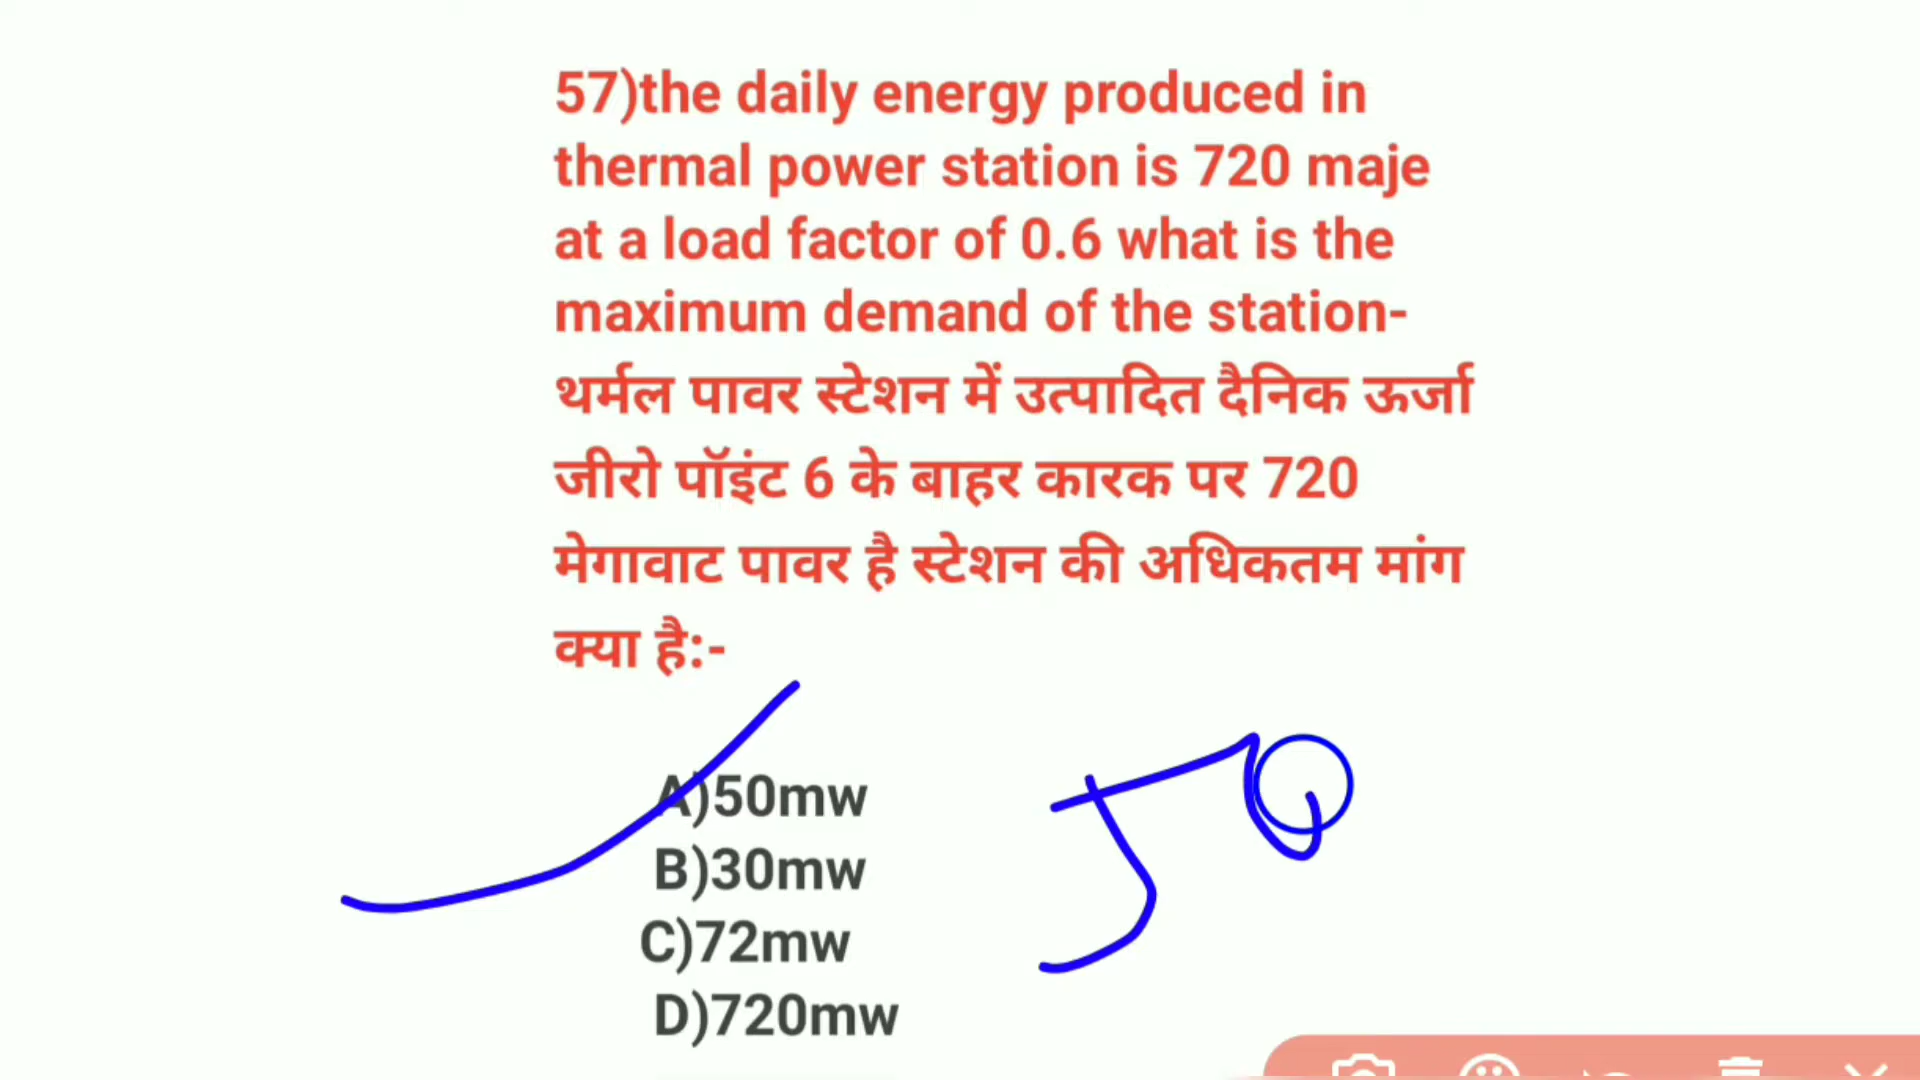 57)the daily energy produced in
thermal power station is 720 maje
at a load factor of 0.6 what is the
maximum demand of the station-
थर्मल पावर स्टेशन में उत्पादित दैनिक ऊर्जा
जीरो पॉइंट 6 के बाहर कारक पर 720
मेगावाट पावर है स्टेशन की अधिकतम मांग
क्या है:-
A)50mw
50
B)30mw
C)72mw
D)720mw